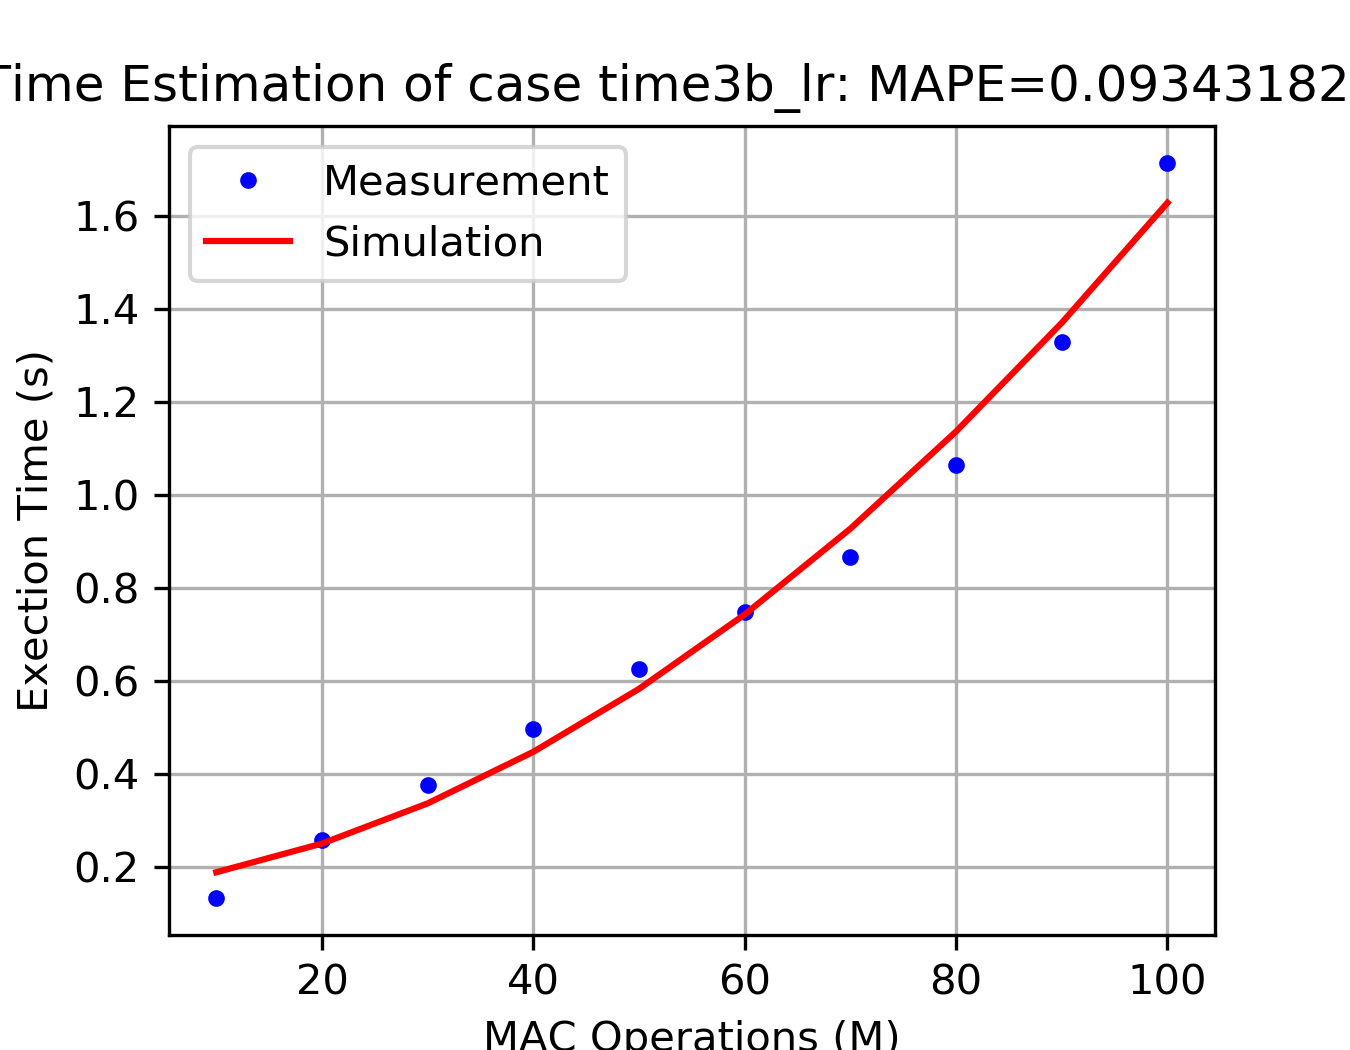 Time Estimation of case time3b_lr: MAPE=0.09343182
Measurement
Simulation
1.6
1.4
1.2
1.0
0.8
0.6
0.4
0.2
Exection Time (s)
20 40 60 80 100
MAC Operations (M)